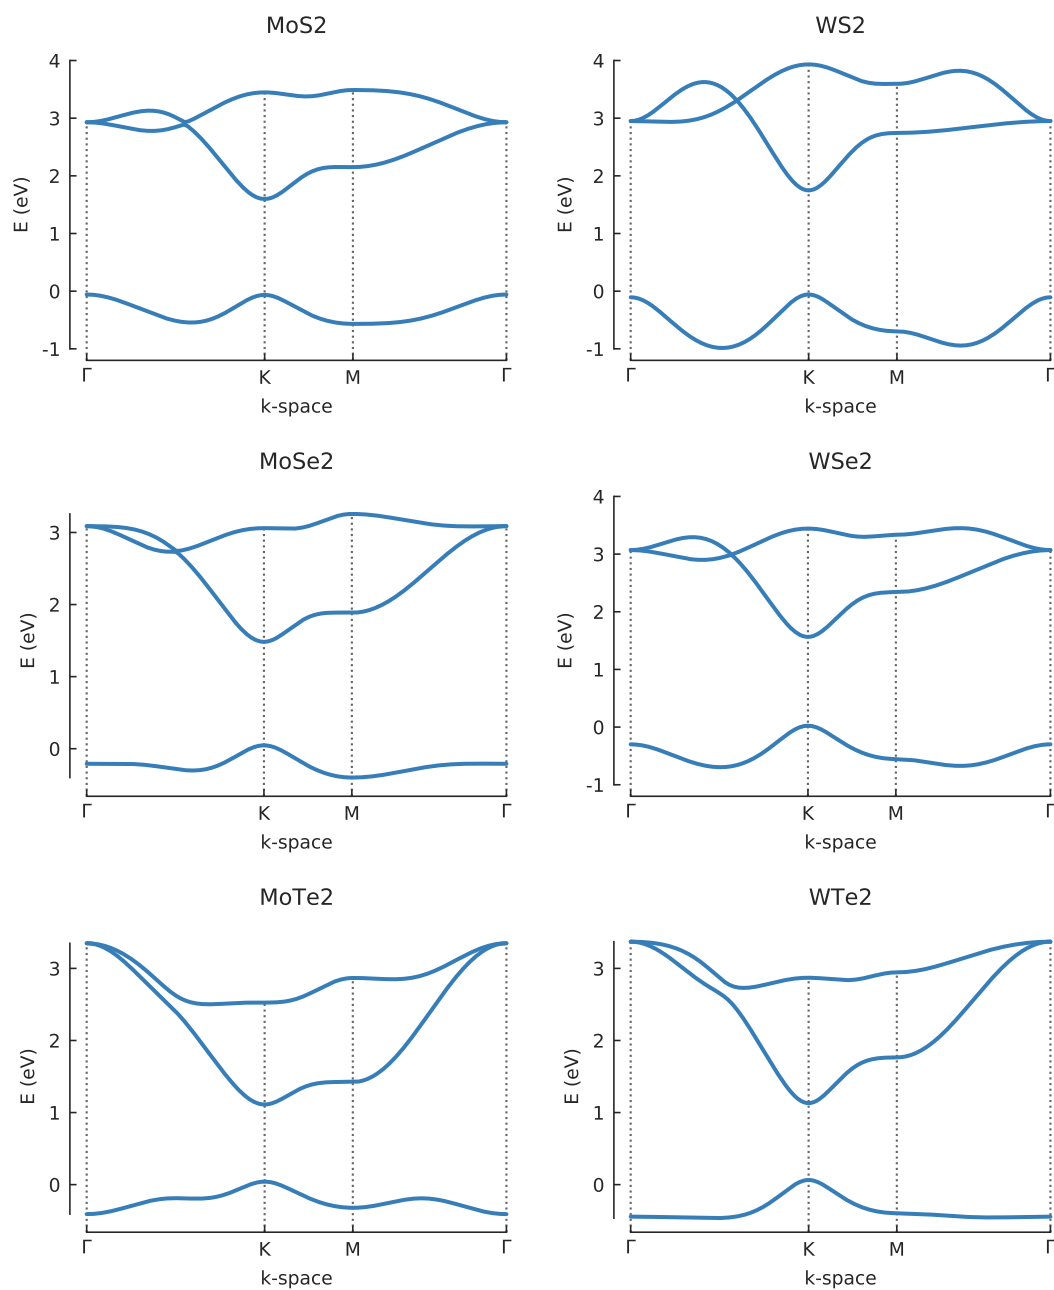 MoS2
4
3
2
1
0
-1
E (eV)
Γ K M Γ
k-space
WS2
4
3
2
1
0
-1
E (eV)
Γ K M Γ
k-space
MoSe2
3
2
1
0
E (eV)
Γ K M Γ
k-space
WSe2
4
3
2
1
0
-1
E (eV)
Γ K M Γ
k-space
MoTe2
3
2
1
0
E (eV)
Γ K M Γ
k-space
WTe2
3
2
1
0
E (eV)
Γ K M Γ
k-space